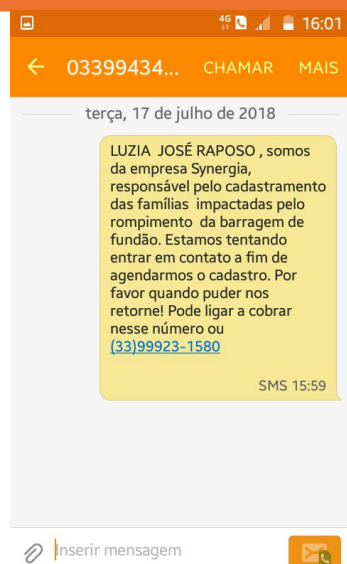 4G 16:01
03399434... CHAMAR MAIS
terça, 17 de julho de 2018
LUZIA JOSÉ RAPOSO , somos
da empresa Synergia,
responsável pelo cadastramento
das famílias impactadas pelo
rompimento da barragem de
fundão. Estamos tentando
entrar em contato a fim de
agendarmos o cadastro. Por
favor quando puder nos
retorne! Pode ligar a cobrar
nesse número ou
(33)99923-1580
SMS 15:59
Inserir mensagem